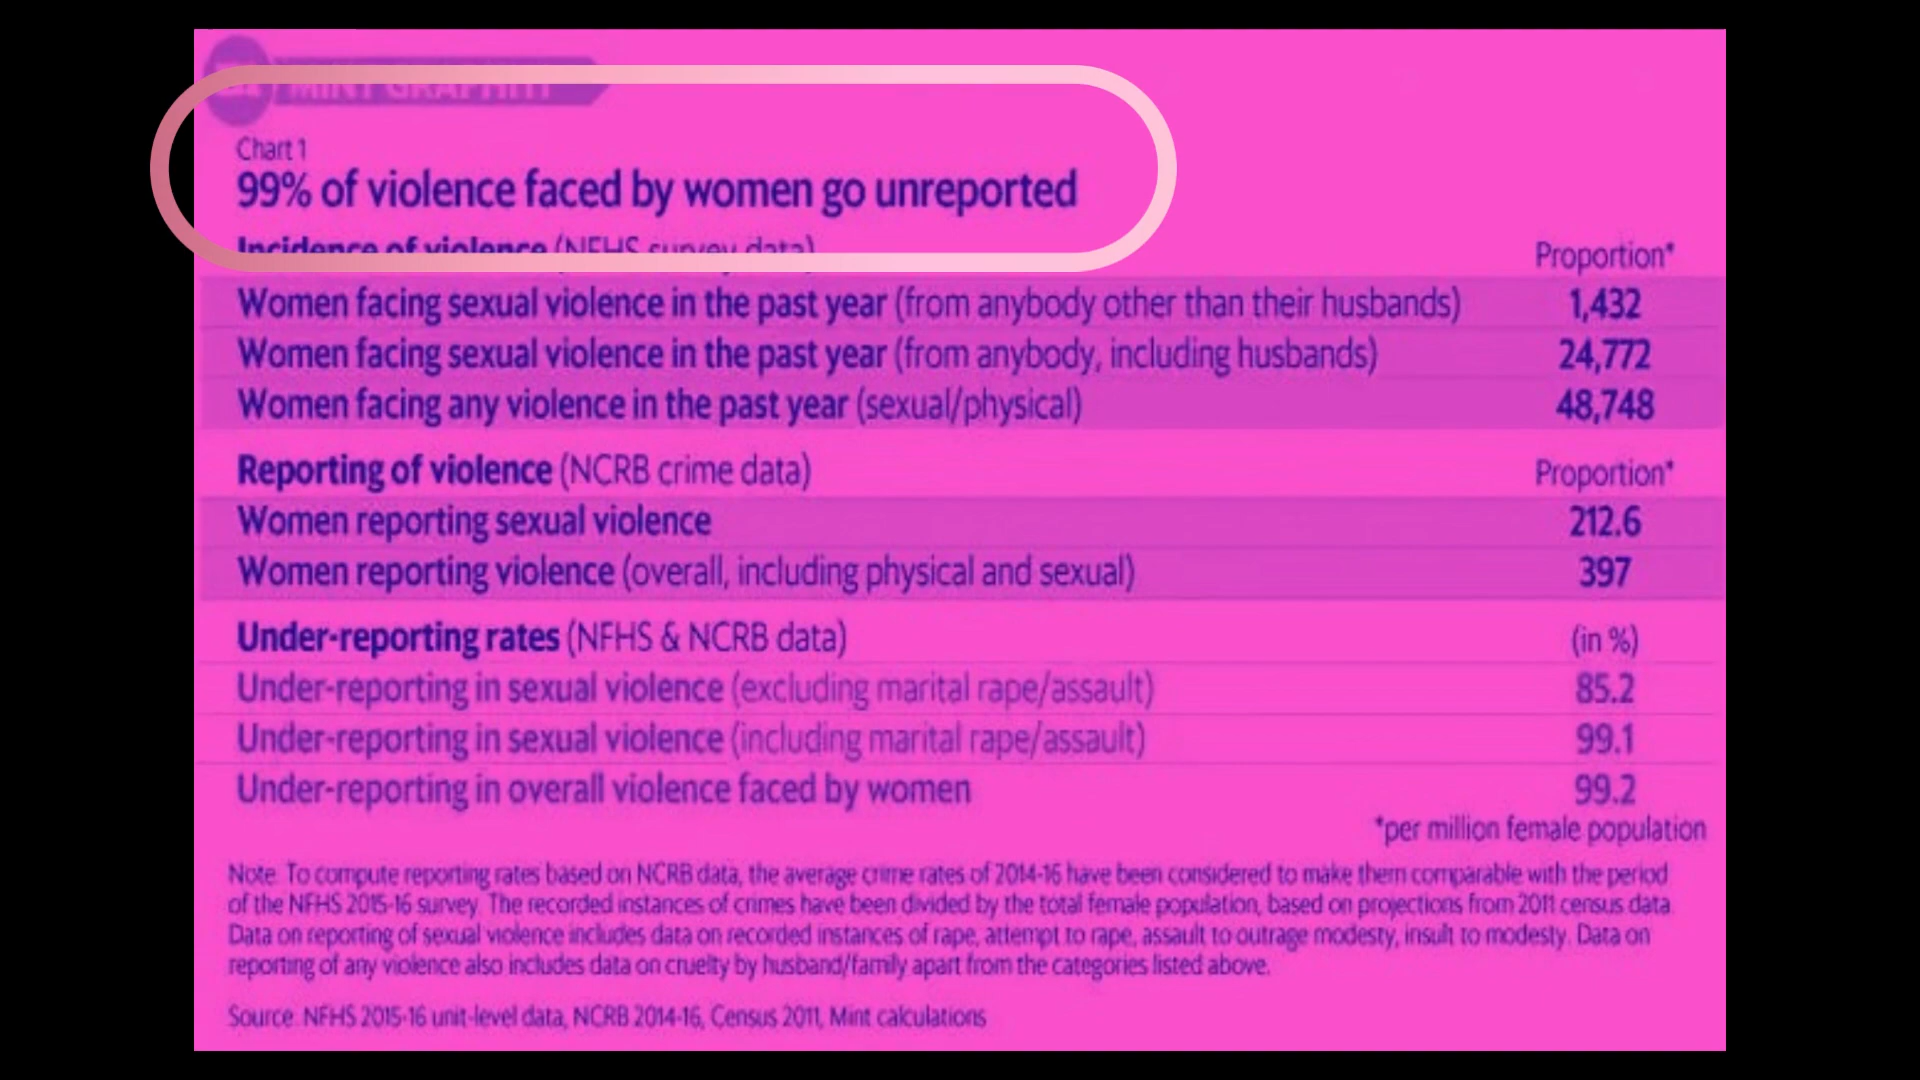 MINT GRAPHITI
Chart 1
99% of violence faced by women go unreported
Incidence of violence (NFHS survey data) Proportion*
Women facing sexual violence in the past year (from anybody other than their husbands) 1,432
Women facing sexual violence in the past year (from anybody, including husbands) 24,772
Women facing any violence in the past year (sexual/physical) 48,748
Reporting of violence (NCRB crime data) Proportion*
Women reporting sexual violence 212.6
Women reporting violence (overall, including physical and sexual) 397
Under-reporting rates (NFHS & NCRB data) (in %)
Under-reporting in sexual violence (excluding marital rape/assault) 85.2
Under-reporting in sexual violence (including marital rape/assault) 99.1
Under-reporting in overall violence faced by women 99.2
*per million female population
Note: To compute reporting rates based on NCRB data, the average crime rates of 2014-16 have been considered to make them comparable with the period
of the NFHS 2015-16 survey. The recorded instances of crimes have been divided by the total female population, based on projections from 2011 census data.
Data on reporting of sexual violence includes data on recorded instances of rape, attempt to rape, assault to outrage modesty, insult to modesty. Data on
reporting of any violence also includes data on cruelty by husband/family apart from the categories listed above.
Source: NFHS 2015-16 unit-level data, NCRB 2014-16, Census 2011, Mint calculations